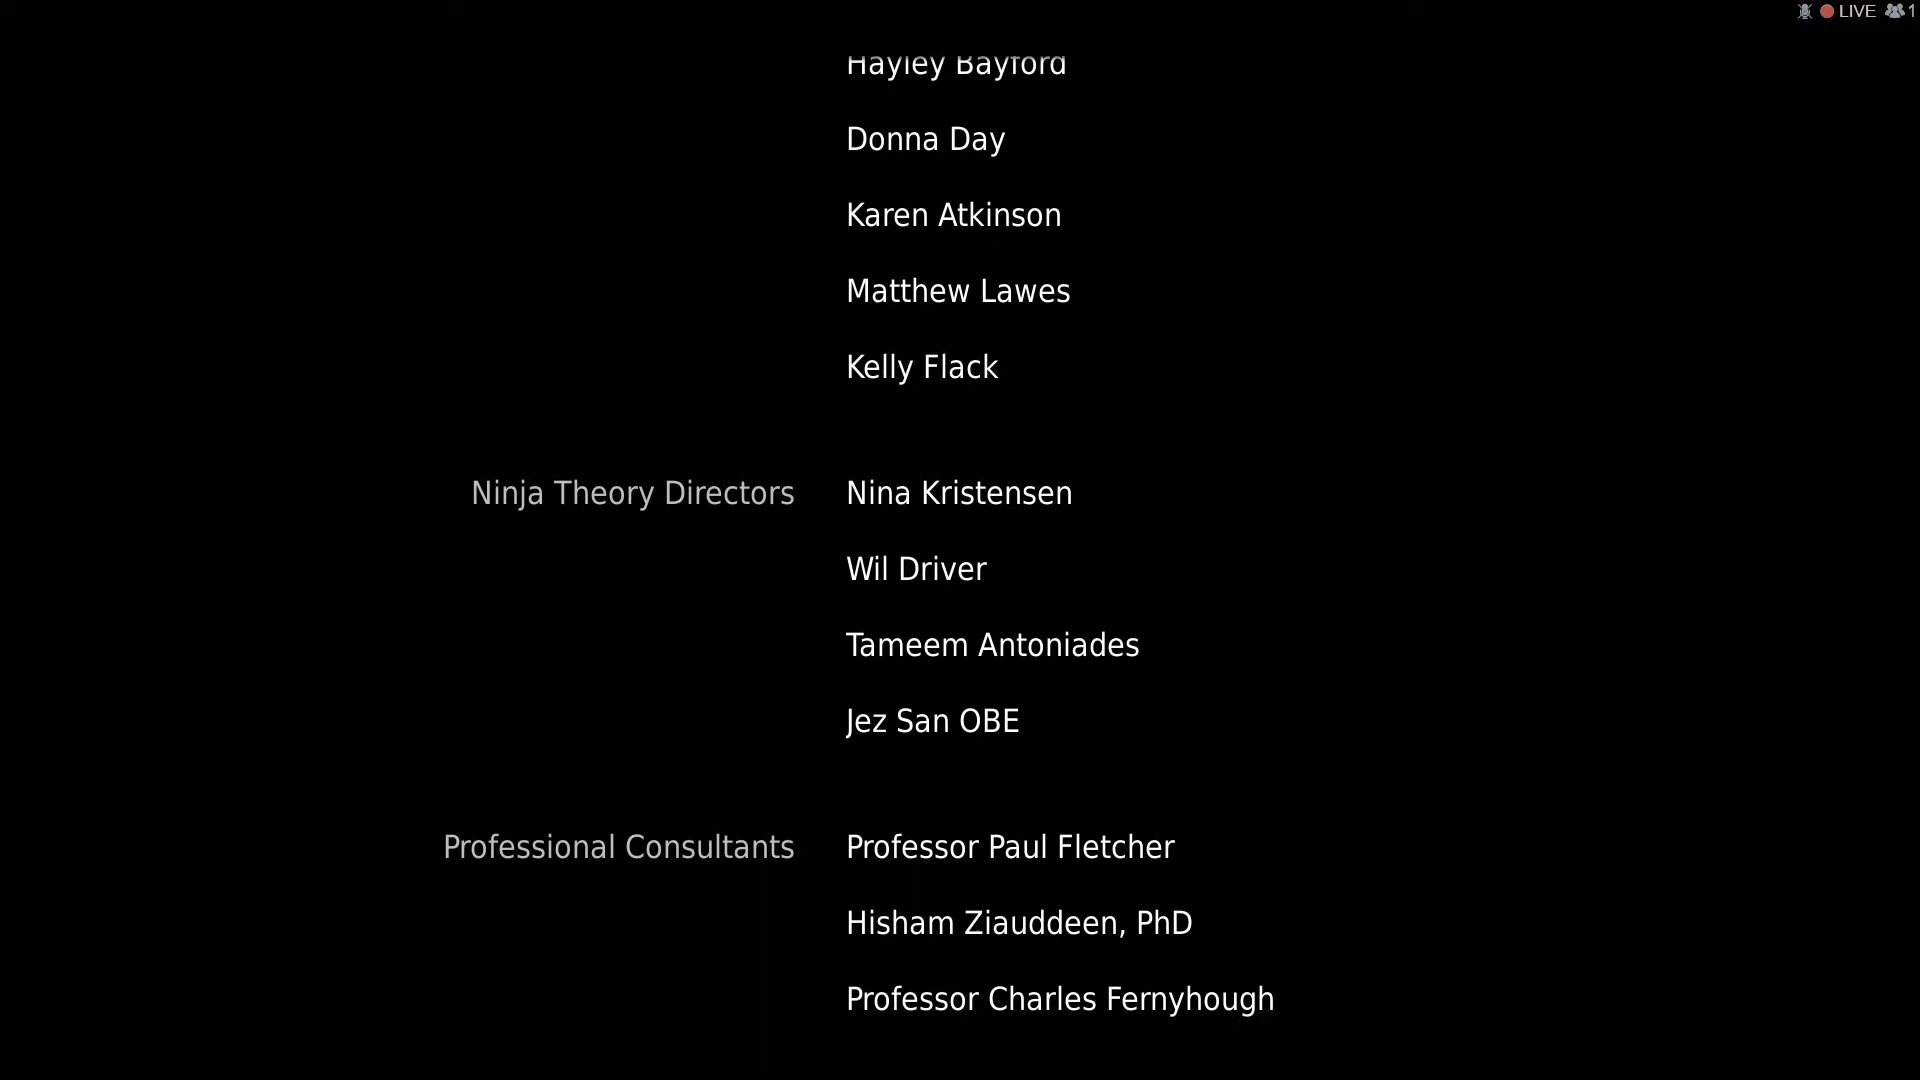 LIVE 1
Hayley Bayford
Donna Day
Karen Atkinson
Matthew Lawes
Kelly Flack
Ninja Theory Directors Nina Kristensen
Wil Driver
Tameem Antoniades
Jez San OBE
Professional Consultants Professor Paul Fletcher
Hisham Ziauddeen, PhD
Professor Charles Fernyhough